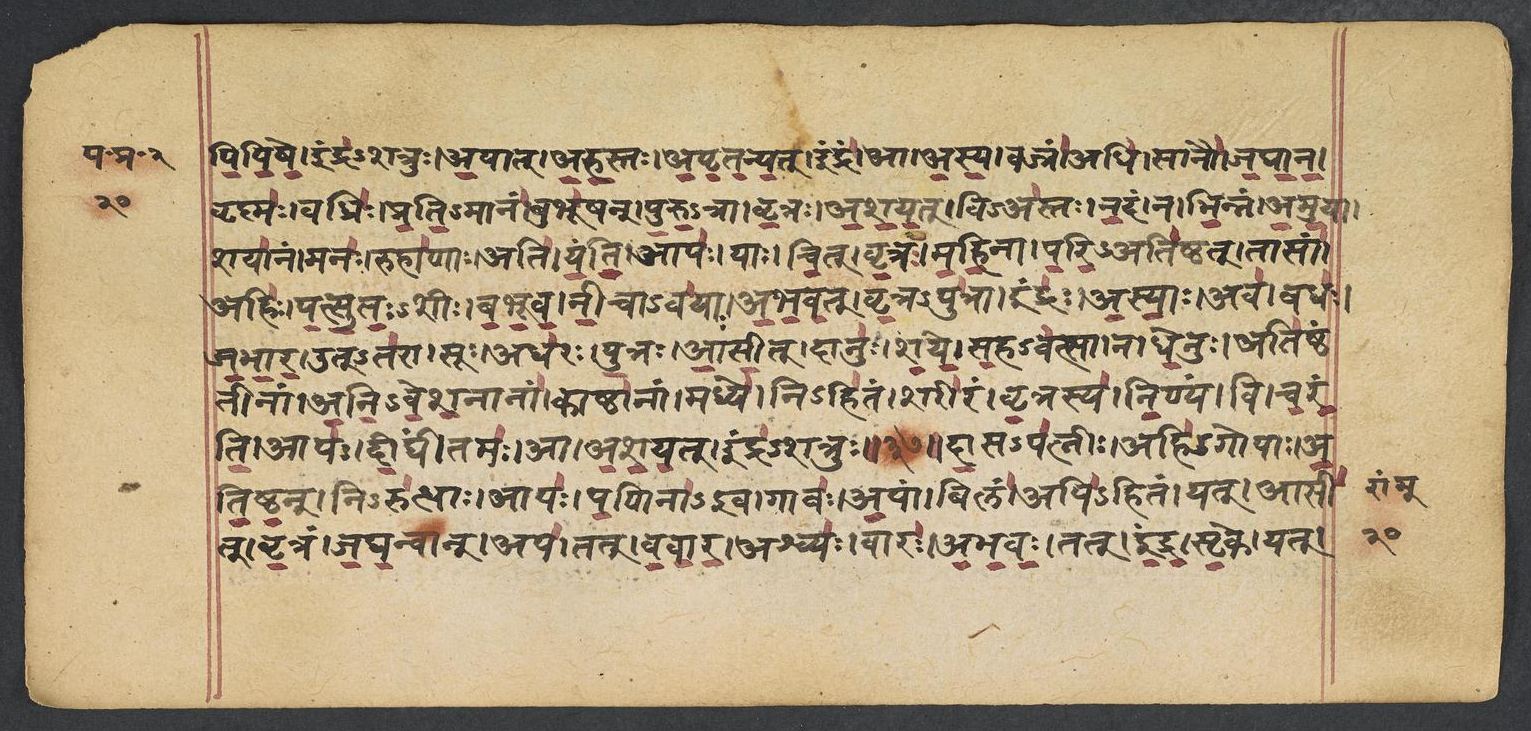 प॰अ॰२
२०
पिपिषे।इंद्रऽशत्रुः।अपात्।अहस्तः।अपृतन्यत्।इंद्रं।आ।अस्य।वज्रं।अधि।सानौ।जघान।
वृष्णः।वध्रिः।प्रतिऽमानं।बुभूषन्।पुरुऽत्रा।वृत्रः।अशयत्।विऽअस्तः।नदं।न।भिन्नं।अमुया।
शयानं।मनः।रुहाणाः।अति।यंति।आपः।याः।चित्।वृत्रः।महिना।परिऽअतिष्ठत्।तासां।
अहिः।पत्सुतःऽशीः।बभूव।नीचाऽवयाः।अभवत्।वृत्रऽपुत्रा।इंद्रः।अस्याः।अव।वधः।
जभार।उत्ऽतरा।सूः।अधरः।पुत्रः।आसीत्।दानुः।शये।सहऽवत्सा।न।धेनुः।अतिष्ठं
तीनां।अनिऽवेशनानां।काष्ठानां।मध्ये।निऽहितं।शरीरं।वृत्रस्य।निण्यं।वि।चरं
ति।आपः।दीर्घं।तमः।आ।अशयत्।इंद्रऽशत्रुः॥३७॥दासऽपत्नीः।अहिऽगोपाः।अ
तिष्ठन्।निऽरुद्धाः।आपः।पणिनाऽइव।गावः।अपां।बिलं।अपिऽहितं।यत्।आसी
त्।वृत्रं।जघन्वान्।अप।तत्।ववार।अश्व्यः।वारः।अभवः।तत्।इंद्र।सृके।यत्।
रां॰मु
२०